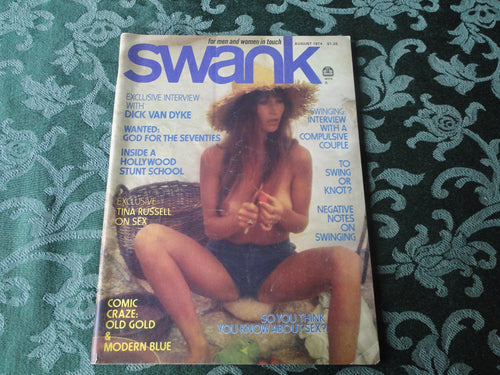 for men and women in touch
AUGUST 1974 · $1.25
swank
EXCLUSIVE INTERVIEW
WITH
DICK VAN DYKE
WANTED:
GOD FOR THE SEVENTIES
INSIDE A
HOLLYWOOD
STUNT SCHOOL
EXCLUSIVE
TINA RUSSELL
ON SEX
COMIC
CRAZE:
OLD GOLD
&
MODERN BLUE
SWINGING:
INTERVIEW
WITH A
COMPULSIVE
COUPLE
TO
SWING
OR
KNOT?
NEGATIVE
NOTES
ON
SWINGING
SO YOU THINK
YOU KNOW ABOUT SEX?